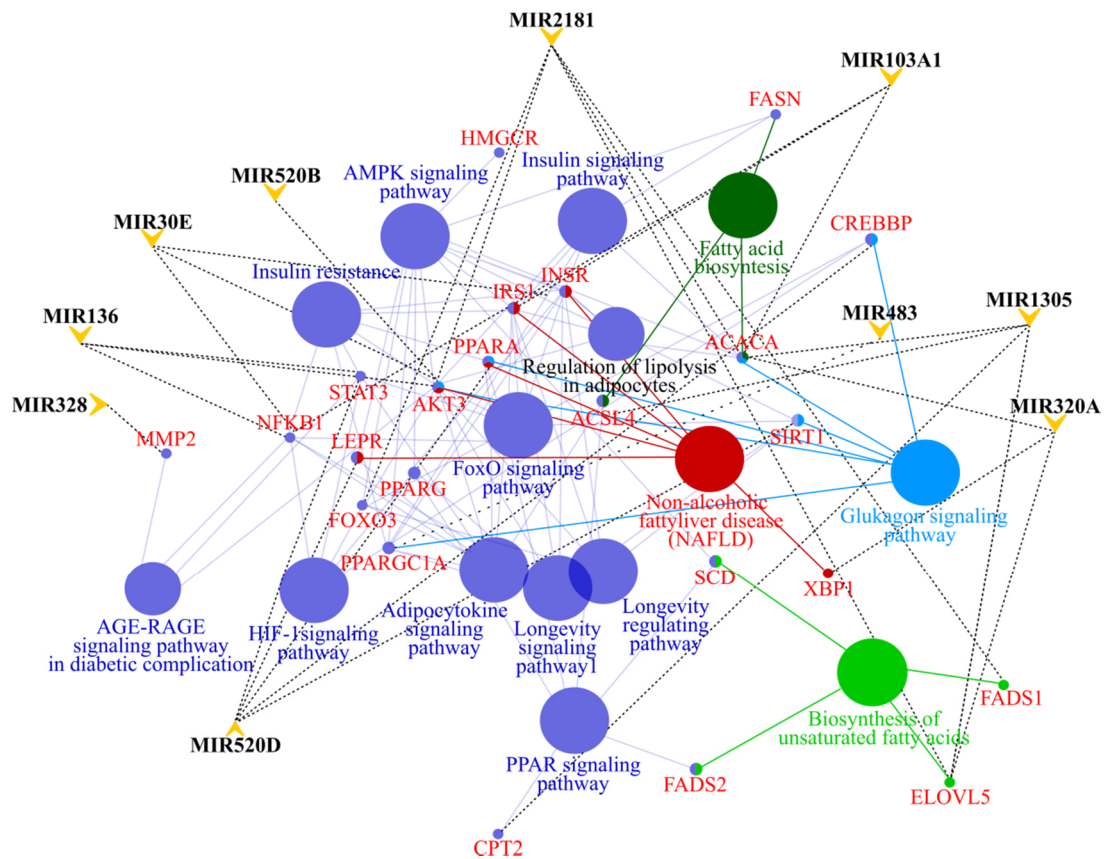 MIR2181
MIR103A1
FASN
HMGCR
Insulin signaling
pathway
AMPK signaling
pathway
MIR520B
MIR30E
CREBBP
Fatty acid
biosyntesis
Insulin resistance
INSR
IRS1
MIR1305
MIR136
MIR483
ACACA
PPARA
Regulation of lipolysis
in adipocytes
STAT3
AKT3
ACSL4
MIR328
MIR320A
NFKB1
SIRT1
MMP2
LEPR
FoxO signaling
pathway
PPARG
Non-alcoholic
fattyliver disease
(NAFLD)
Glukagon signaling
pathway
FOXO3
PPARGC1A
SCD
XBP1
Adipocytokine
signaling
pathway
Longevity
regulating
pathway
AGE-RAGE
signaling pathway
in diabetic complication
HIF-1signaling
pathway
Longevity
signaling
pathway1
FADS1
Biosynthesis of
unsaturated fatty acids
MIR520D
PPAR signaling
pathway
FADS2
ELOVL5
CPT2